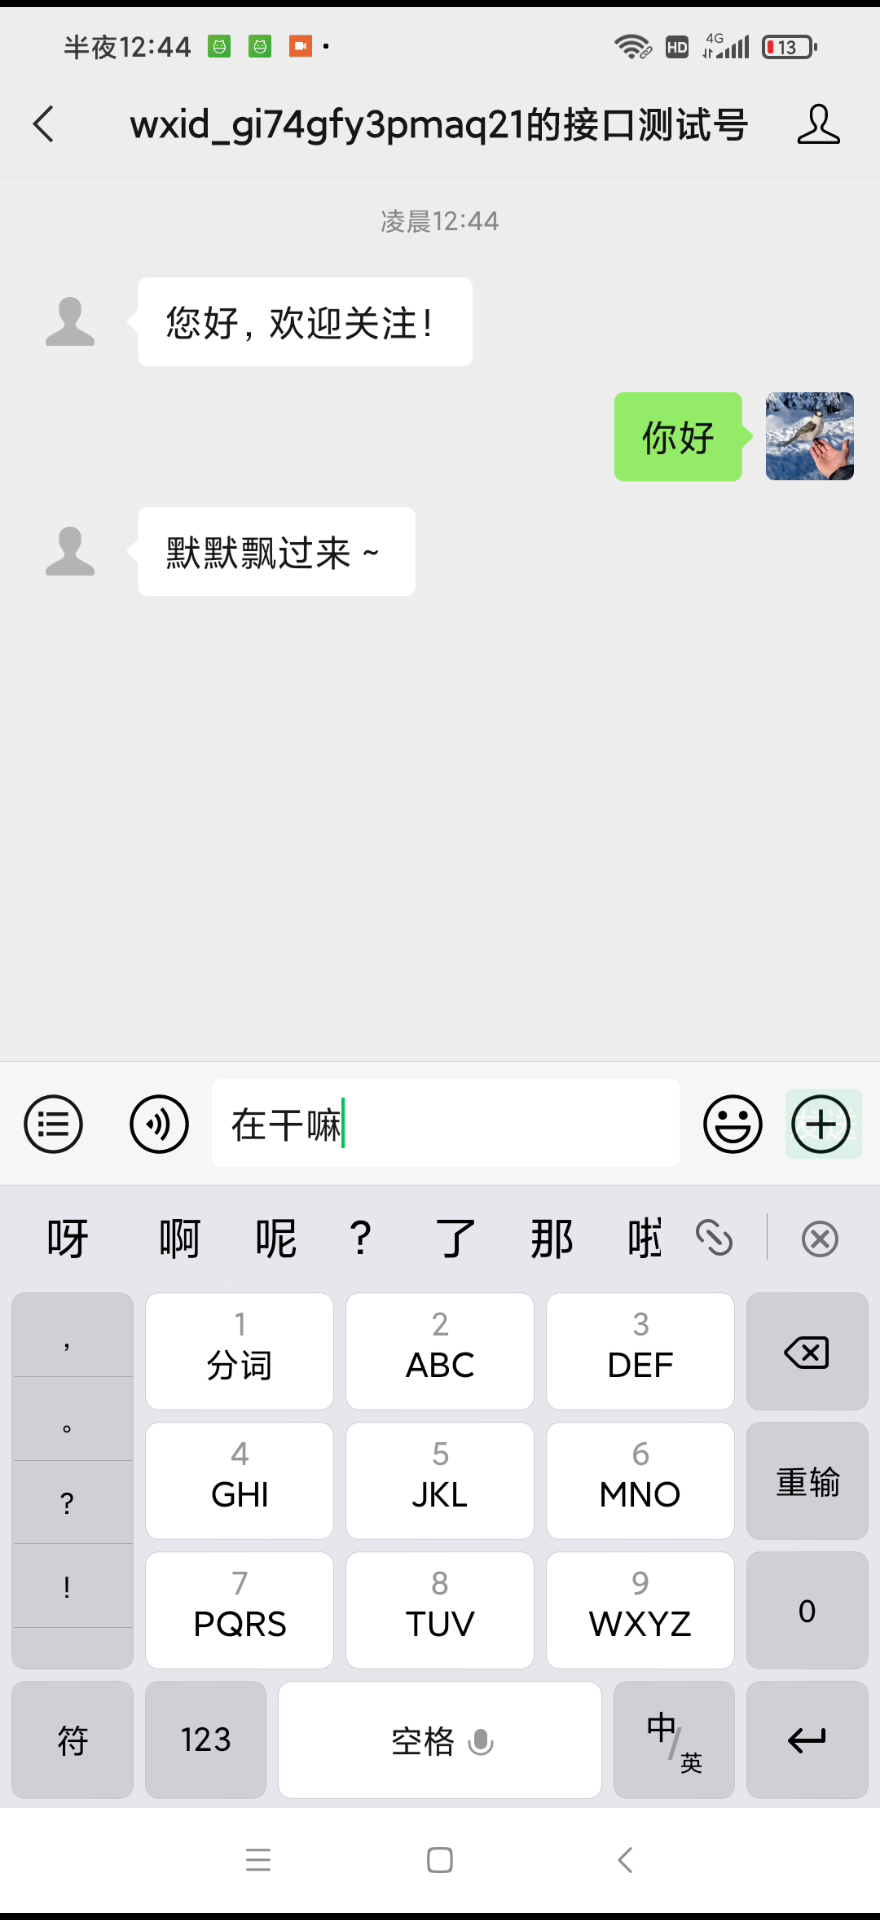 半夜12:44
HD 4G 13
wxid_gi74gfy3pmaq21的接口测试号
凌晨12:44
您好，欢迎关注！
你好
默默飘过来 ~
在干嘛
呀 啊 呢 ? 了 那 啦
，
。
?
!
1
分词
2
ABC
3
DEF
4
GHI
5
JKL
6
MNO
重输
7
PQRS
8
TUV
9
WXYZ
0
符
123
空格
中/英